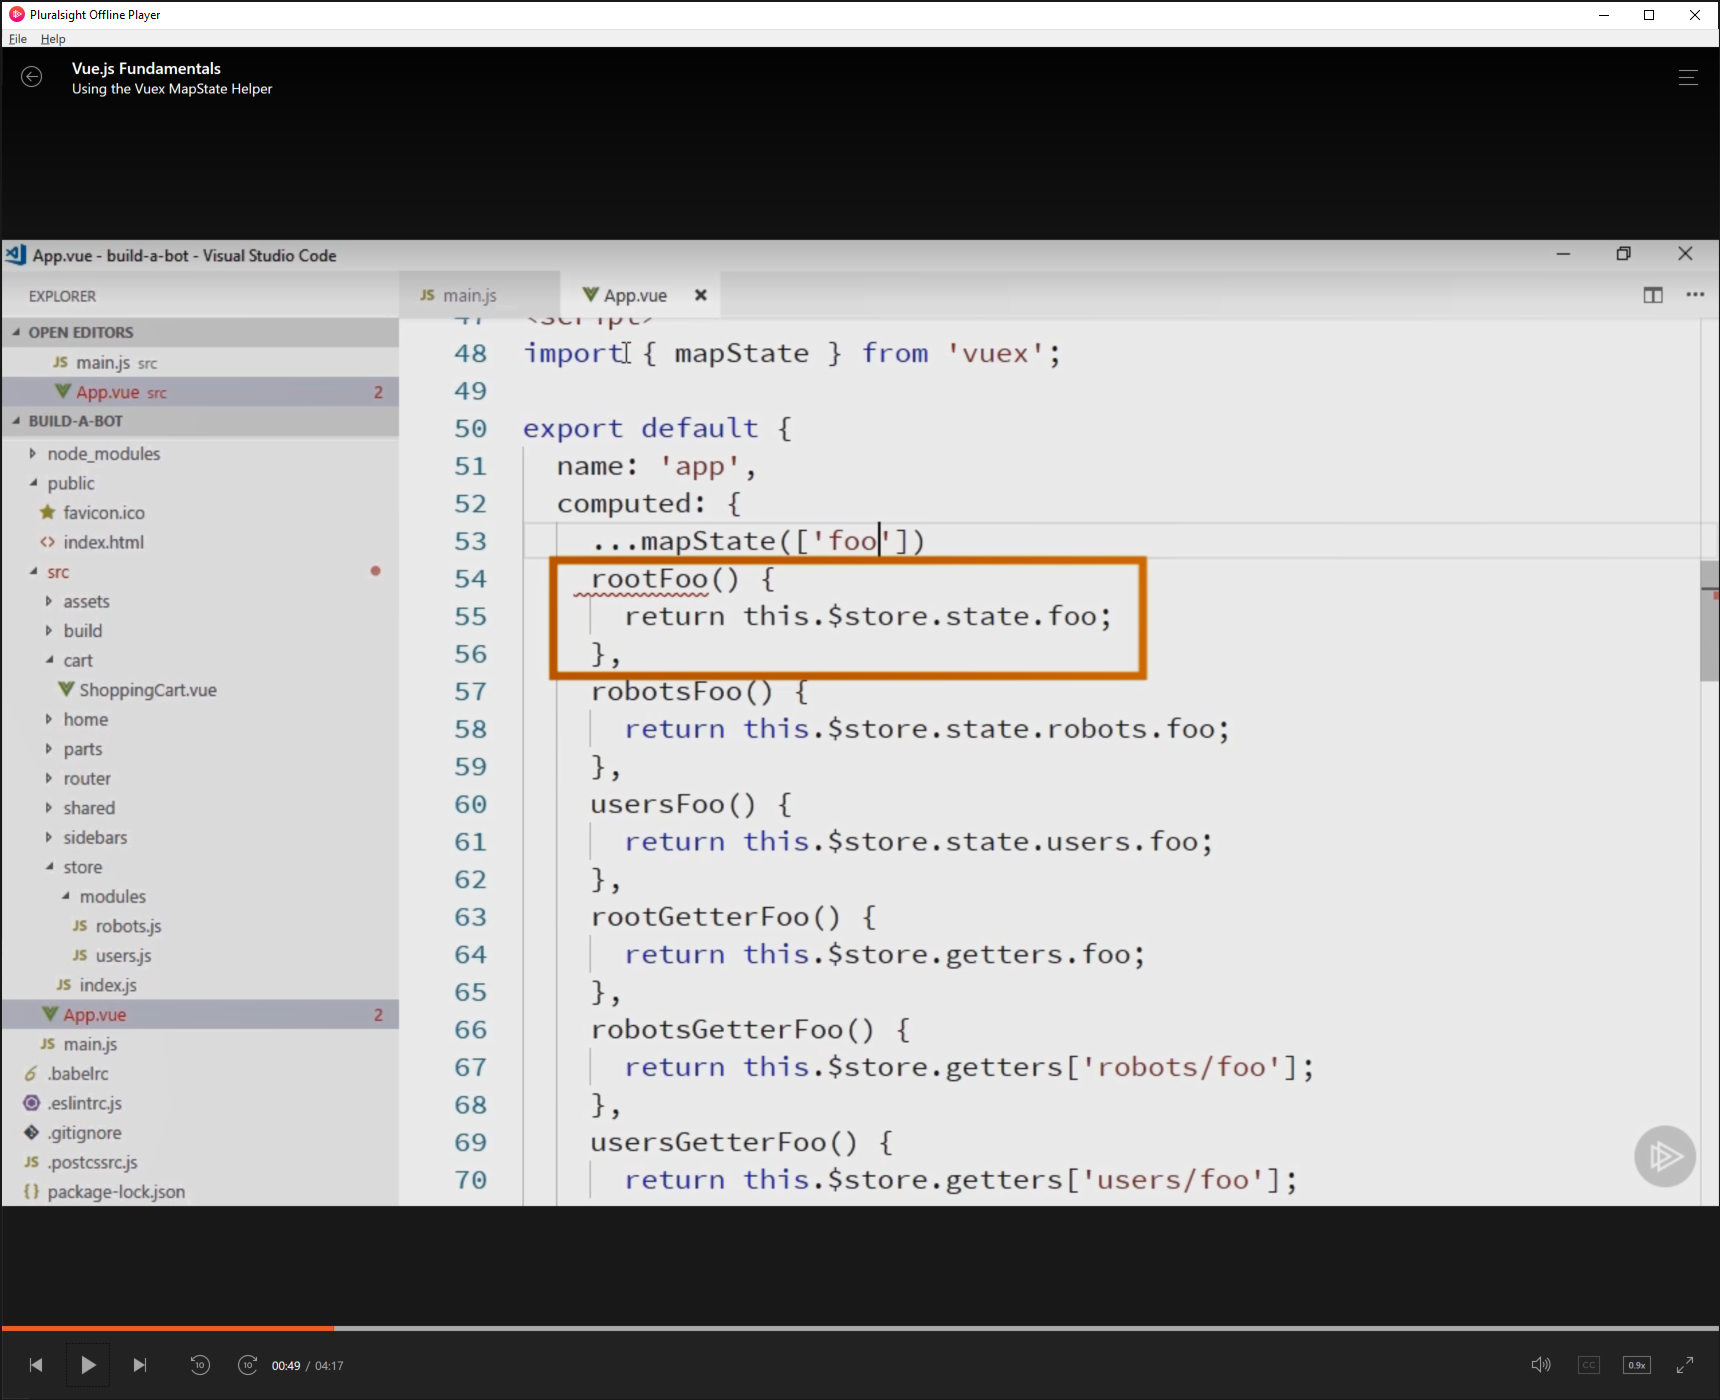 Pluralsight Offline Player
File Help
Vue.js Fundamentals
Using the Vuex MapState Helper
App.vue - build-a-bot - Visual Studio Code
EXPLORER
OPEN EDITORS
JS main.js src
App.vue src 2
BUILD-A-BOT
node_modules
public
favicon.ico
<> index.html
src
assets
build
cart
ShoppingCart.vue
home
parts
router
shared
sidebars
store
modules
JS robots.js
JS users.js
JS index.js
App.vue 2
JS main.js
.babelrc
.eslintrc.js
.gitignore
JS .postcssrc.js
{} package-lock.json
JS main.js
App.vue
47 <script>
48 import { mapState } from 'vuex';
49
50 export default {
51 name: 'app',
52 computed: {
53 ...mapState(['foo'])
54 rootFoo() {
55 return this.$store.state.foo;
56 },
57 robotsFoo() {
58 return this.$store.state.robots.foo;
59 },
60 usersFoo() {
61 return this.$store.state.users.foo;
62 },
63 rootGetterFoo() {
64 return this.$store.getters.foo;
65 },
66 robotsGetterFoo() {
67 return this.$store.getters['robots/foo'];
68 },
69 usersGetterFoo() {
70 return this.$store.getters['users/foo'];
10
10
00:49 / 04:17
CC
0.9x